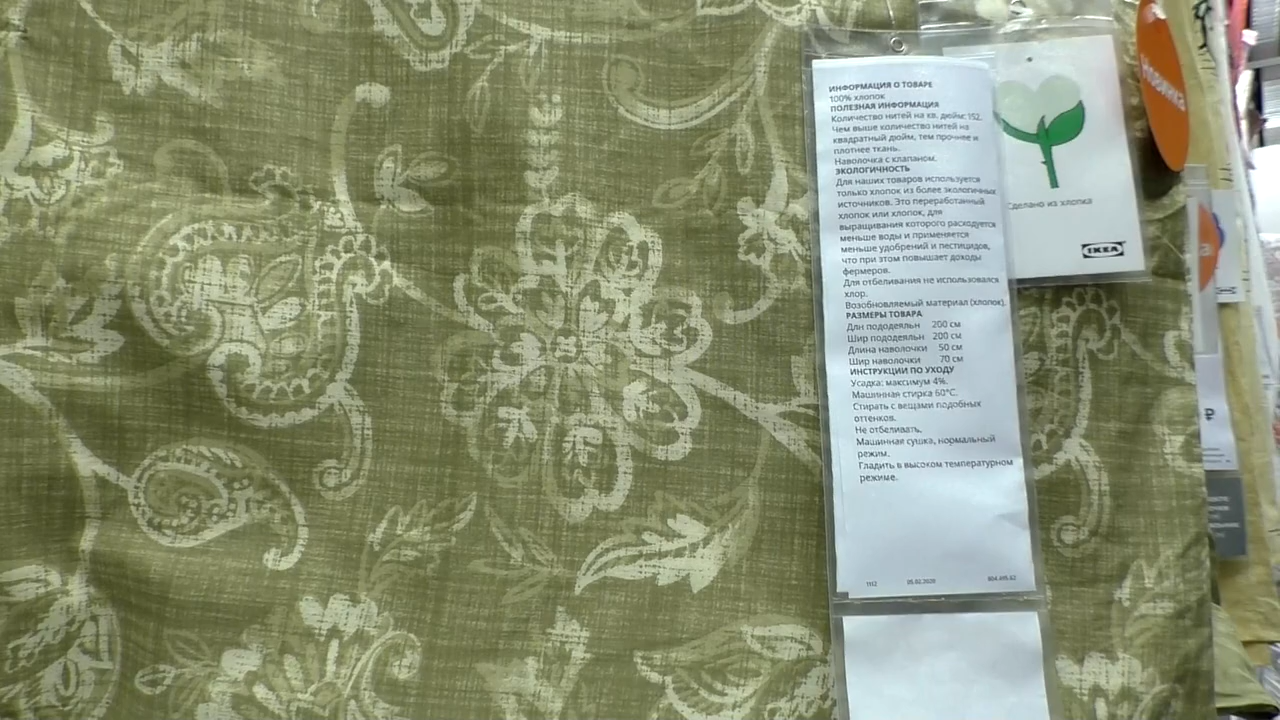 ИНФОРМАЦИЯ О ТОВАРЕ
100% хлопок
ПОЛЕЗНАЯ ИНФОРМАЦИЯ
Количество нитей на кв. дюйм: 152.
Чем выше количество нитей на
квадратный дюйм, тем прочнее и
плотнее ткань.
Наволочка с клапаном.
ЭКОЛОГИЧНОСТЬ
Для наших товаров используется
только хлопок из более экологичных
источников. Это переработанный
хлопок или хлопок, для
выращивания которого расходуется
меньше воды и применяется
меньше удобрений и пестицидов,
что при этом повышает доходы
фермеров.
Для отбеливания не использовался
хлор.
Возобновляемый материал (хлопок).
РАЗМЕРЫ ТОВАРА
Длн пододеяльн 200 см
Шир пододеяльн 200 см
Длина наволочки 50 см
Шир наволочки 70 см
ИНСТРУКЦИИ ПО УХОДУ
Усадка: максимум 4%.
Машинная стирка 60°C.
Стирать с вещами подобных
оттенков.
Не отбеливать.
Машинная сушка, нормальный
режим.
Гладить в высоком температурном
режиме.
1112 05.02.2020
Сделано из хлопка
IKEA
Новинка
₽